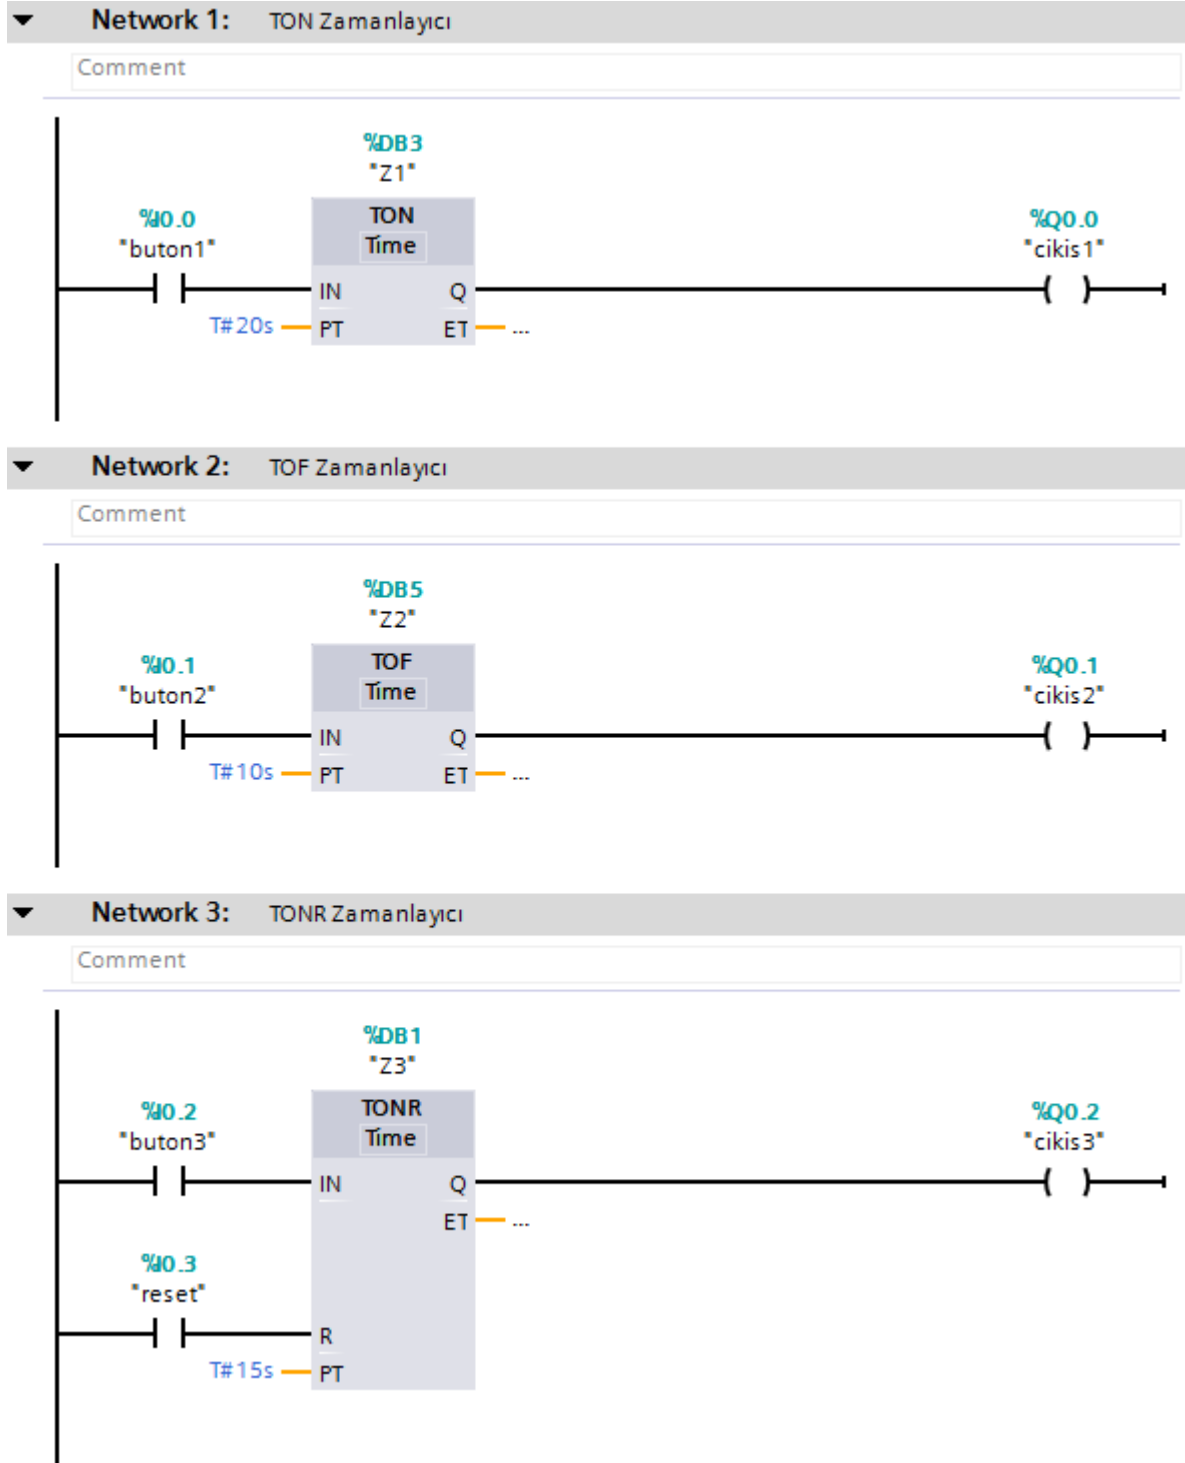 Network 1: TON Zamanlayıcı
Comment
%DB3
"Z1"
%I0.0
"buton1"
TON
Time
%Q0.0
"cikis1"
IN Q
T#20s PT ET ...
Network 2: TOF Zamanlayıcı
Comment
%DB5
"Z2"
%I0.1
"buton2"
TOF
Time
%Q0.1
"cikis2"
IN Q
T#10s PT ET ...
Network 3: TONR Zamanlayıcı
Comment
%DB1
"Z3"
%I0.2
"buton3"
TONR
Time
%Q0.2
"cikis3"
IN Q
ET ...
%I0.3
"reset"
R
T#15s PT